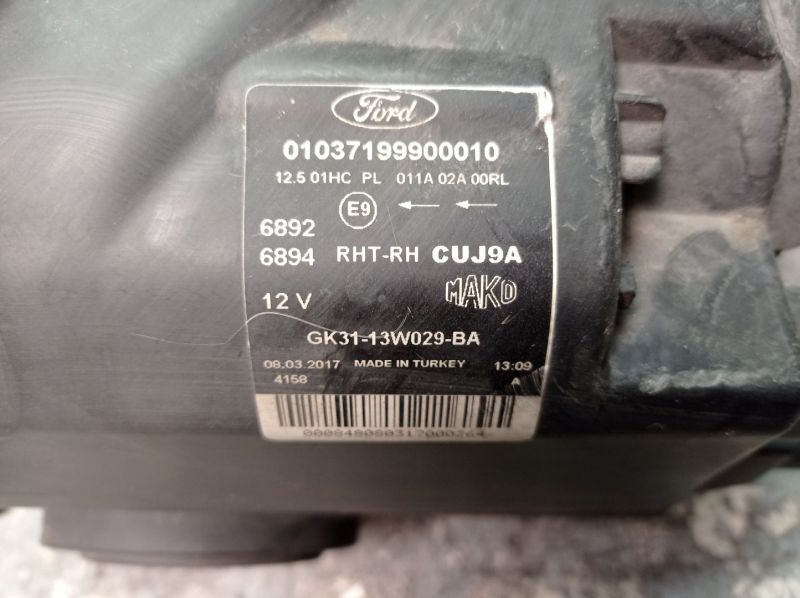 Ford
01037199900010
12.5 01HC PL 011A 02A 00RL
E9
6892
6894 RHT-RH CUJ9A
12 V MAKO
GK31-13W029-BA
08.03.2017 MADE IN TURKEY 13:09
4158 A
000848080317000264